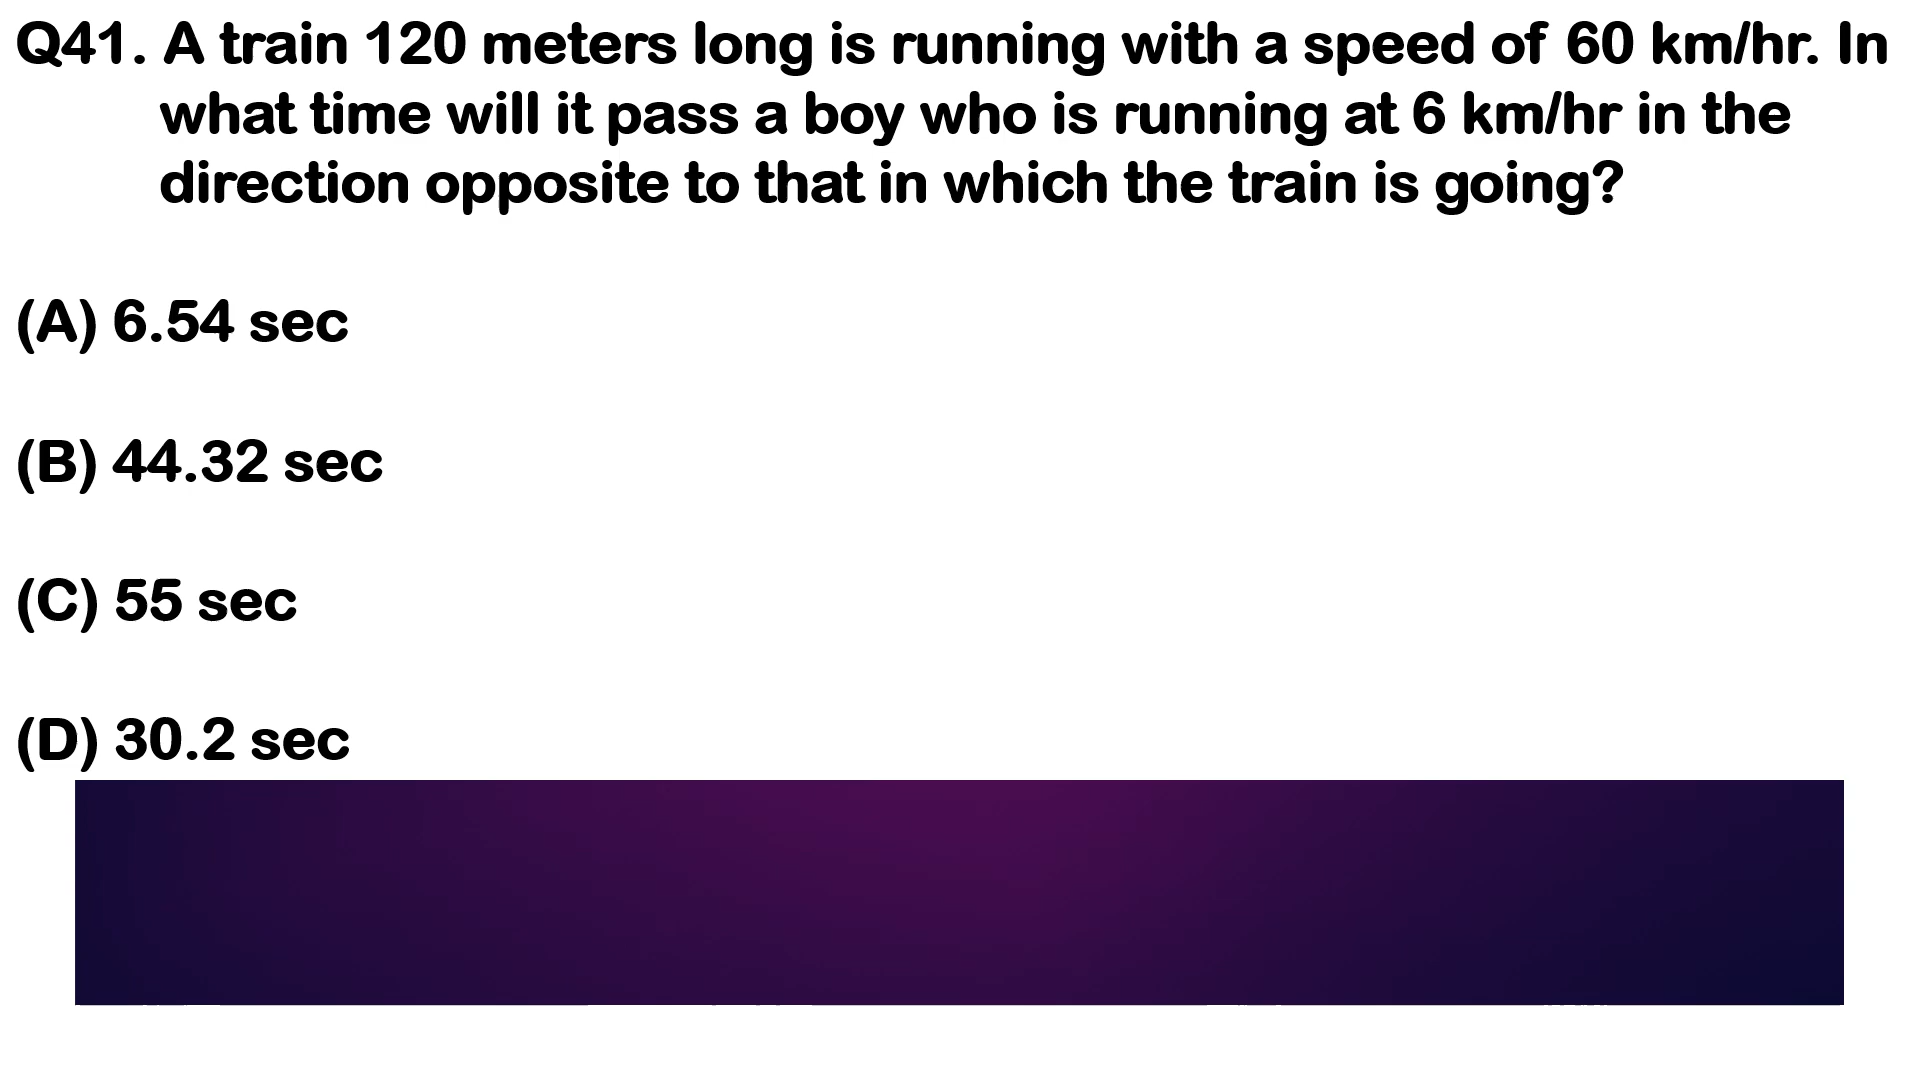 Q41. A train 120 meters long is running with a speed of 60 km/hr. In
what time will it pass a boy who is running at 6 km/hr in the
direction opposite to that in which the train is going?
(A) 6.54 sec
(B) 44.32 sec
(C) 55 sec
(D) 30.2 sec